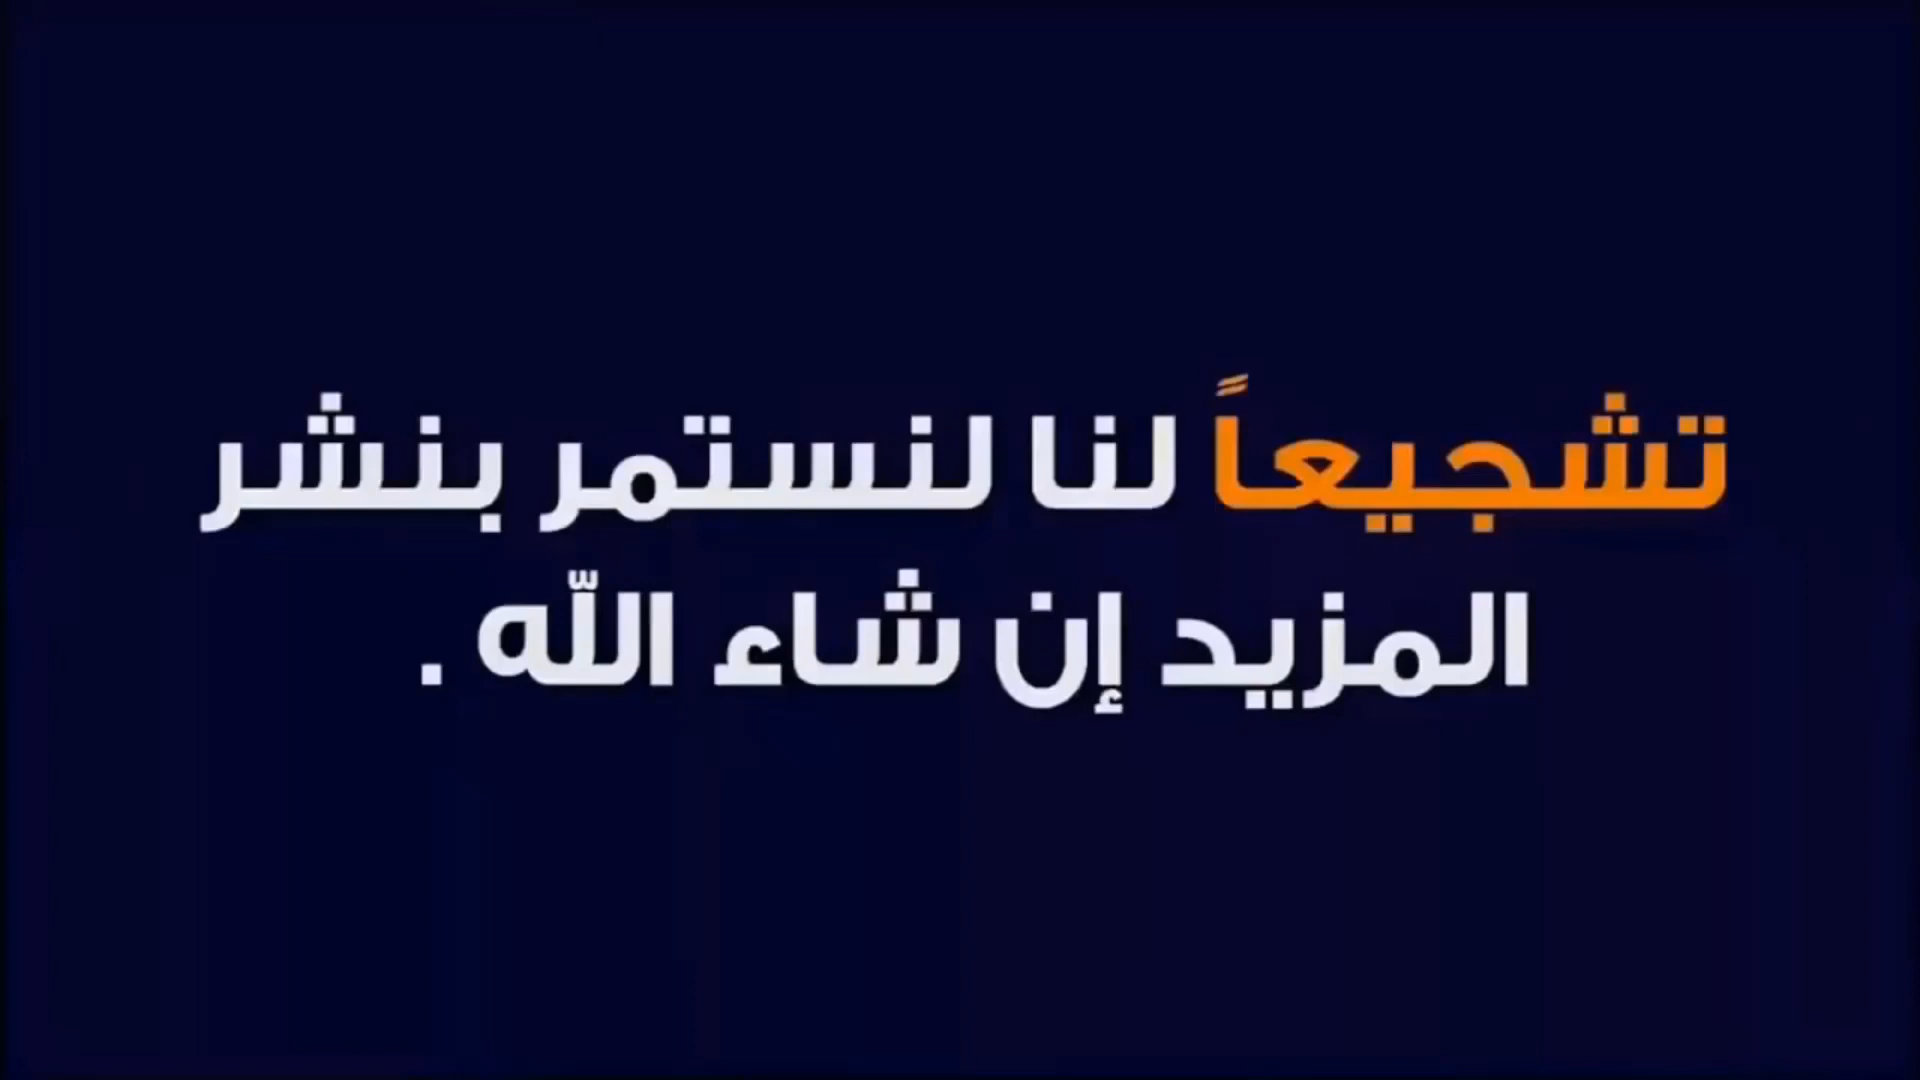 تشجيعاً لنا لنستمر بنشر
المزيد إن شاء اللّه .